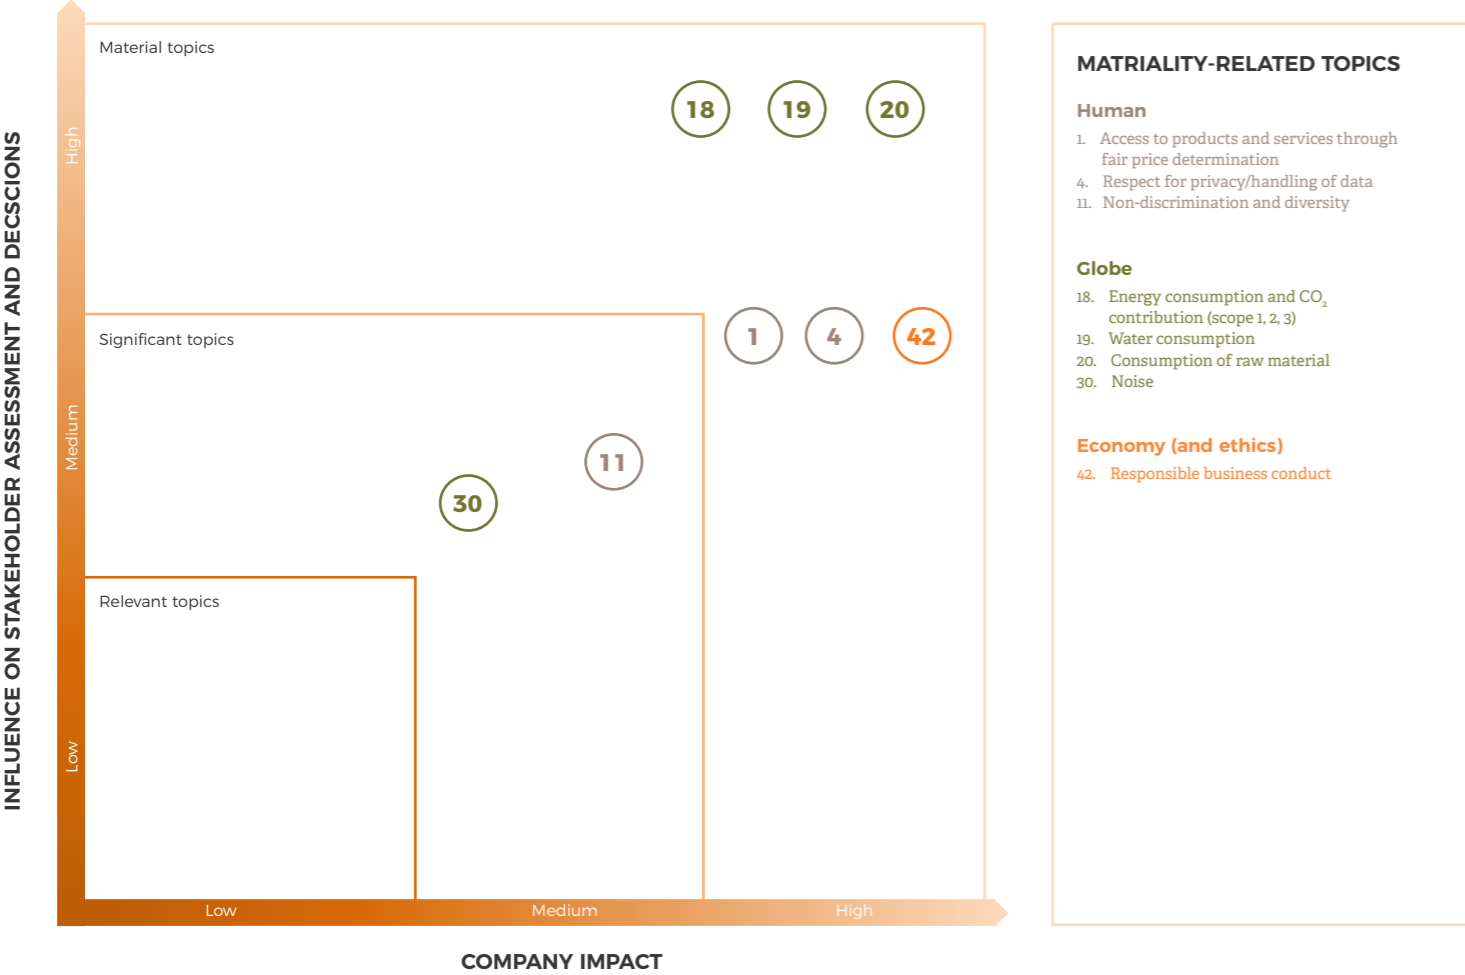 INFLUENCE ON STAKEHOLDER ASSESSMENT AND DECSCIONS
High
Medium
Low
Material topics
18
19
20
Significant topics
1
4
42
11
30
Relevant topics
Low
Medium
High
COMPANY IMPACT
MATRIALITY-RELATED TOPICS
Human
1. Access to products and services through
fair price determination
4. Respect for privacy/handling of data
11. Non-discrimination and diversity
Globe
18. Energy consumption and CO₂
contribution (scope 1, 2, 3)
19. Water consumption
20. Consumption of raw material
30. Noise
Economy (and ethics)
42. Responsible business conduct